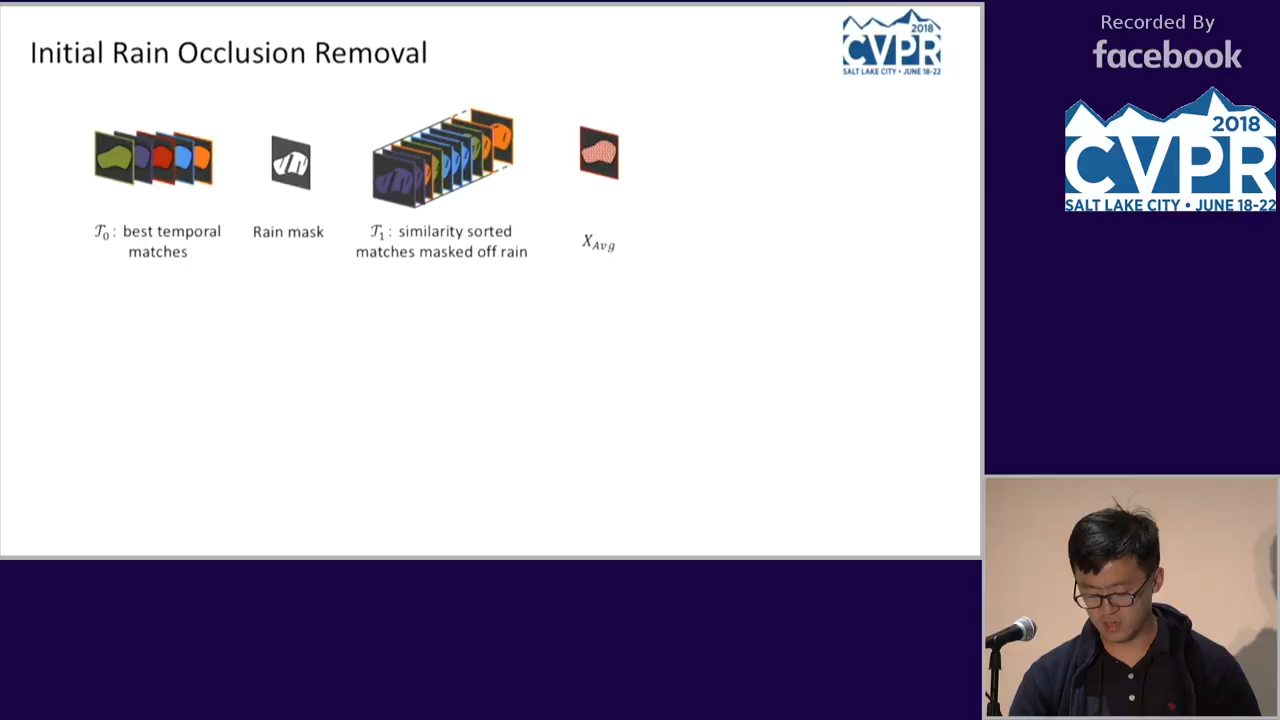 Initial Rain Occlusion Removal
2018
CVPR
SALT LAKE CITY • JUNE 18-22
𝒯₀ : best temporal
matches
Rain mask
𝒯₁ : similarity sorted
matches masked off rain
X_Avg
Recorded By
facebook
2018
CVPR
SALT LAKE CITY • JUNE 18-22